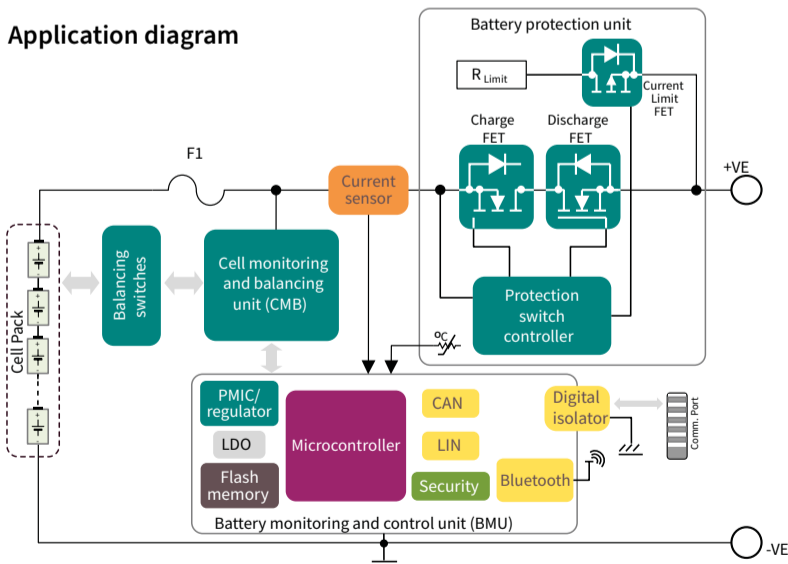 Application diagram
Battery protection unit
R Limit
Current
Limit
FET
Charge
FET
Discharge
FET
F1
+VE
Current
sensor
Cell Pack
Balancing
switches
Cell monitoring
and balancing
unit (CMB)
Protection
switch
controller
°C
PMIC/
regulator
LDO
Flash
memory
Microcontroller
CAN
LIN
Security
Digital
isolator
Bluetooth
Comm. Port
Battery monitoring and control unit (BMU)
-VE